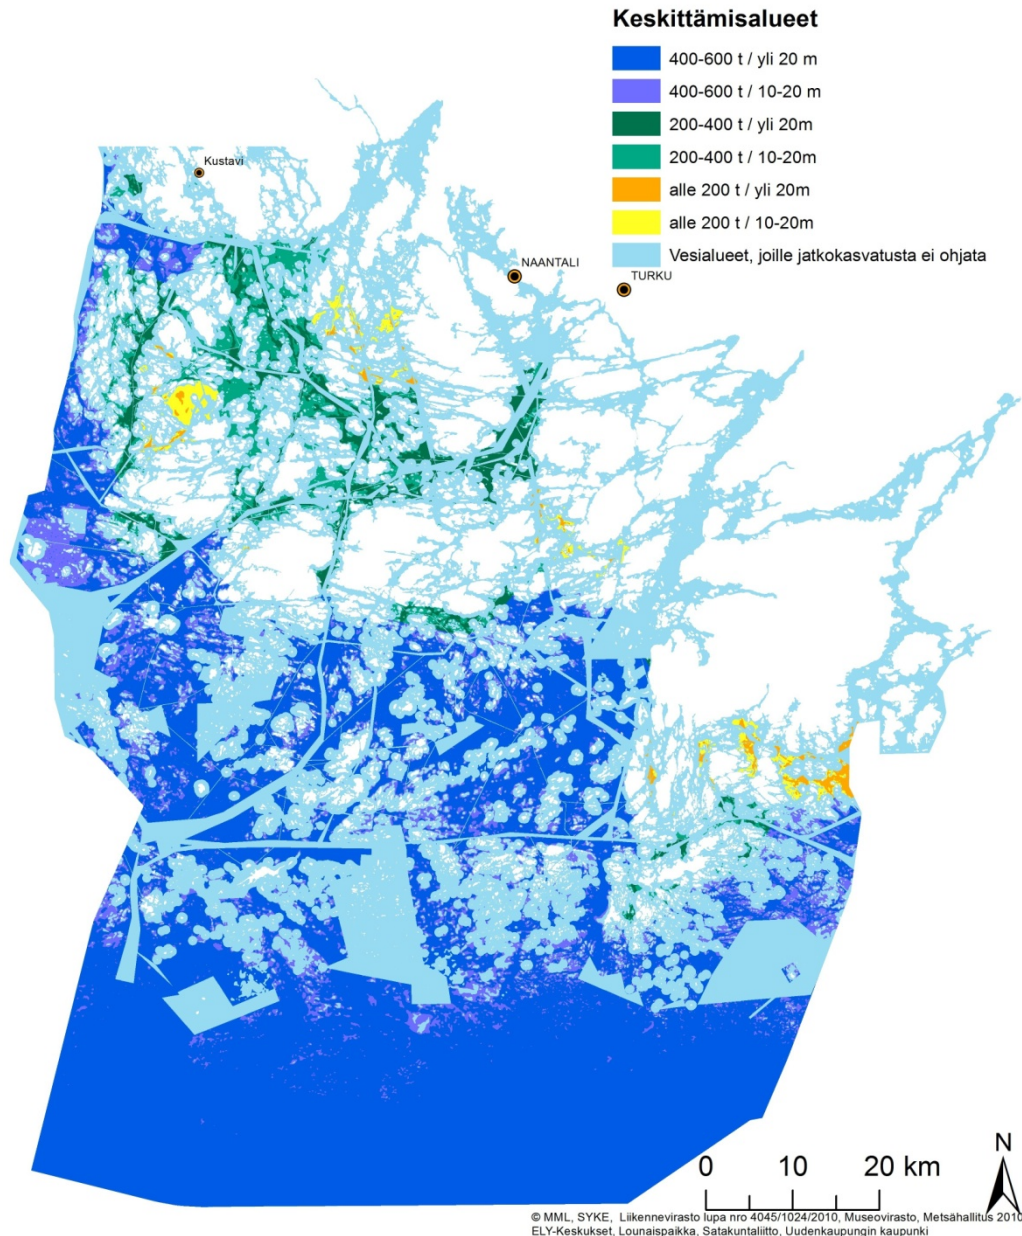 Keskittämisalueet
400-600 t / yli 20 m
400-600 t / 10-20 m
200-400 t / yli 20m
200-400 t / 10-20m
alle 200 t / yli 20m
alle 200 t / 10-20m
Vesialueet, joille jatkokasvatusta ei ohjata
Kustavi
NAANTALI
TURKU
N
0 10 20 km
© MML, SYKE, Liikennevirasto lupa nro 4045/1024/2010, Museovirasto, Metsähallitus 2010
ELY-Keskukset, Lounaispaikka, Satakuntaliitto, Uudenkaupungin kaupunki